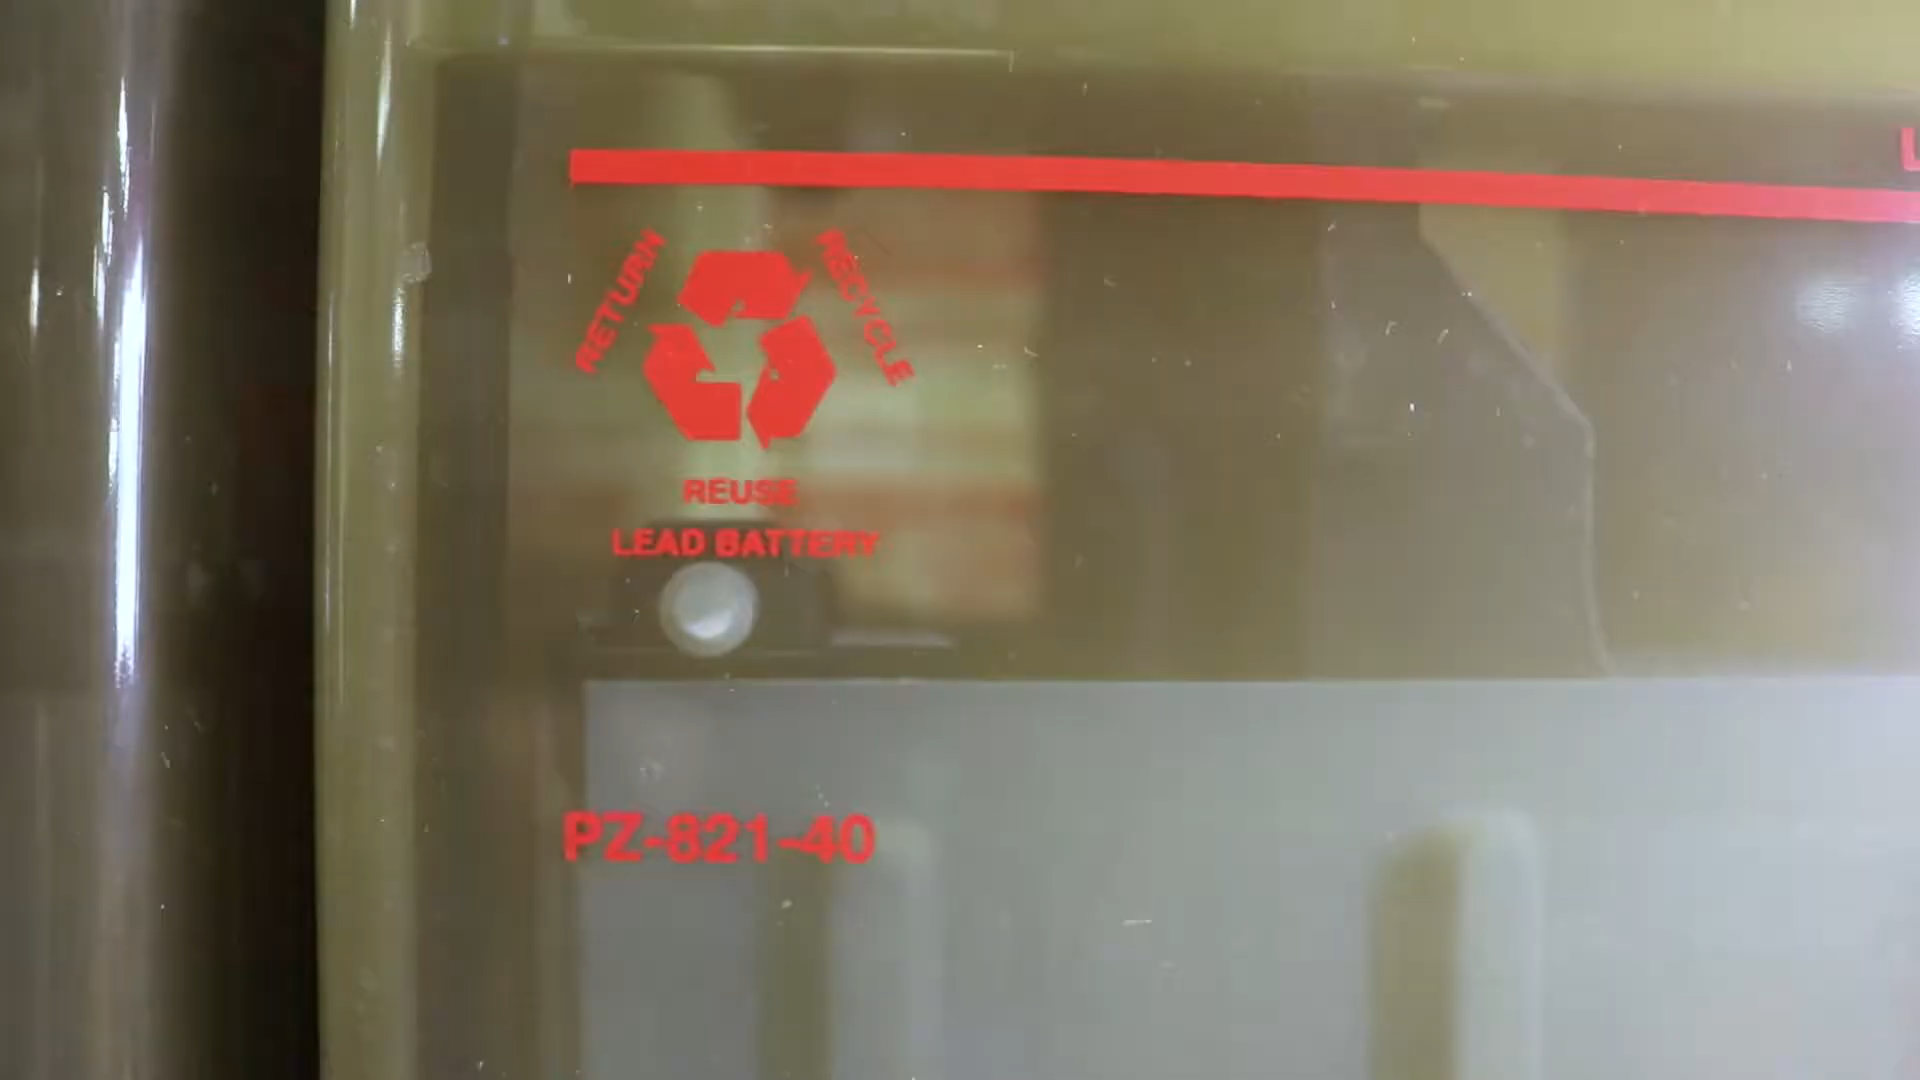 RETURN
RECYCLE
REUSE
LEAD BATTERY
PZ-821-40